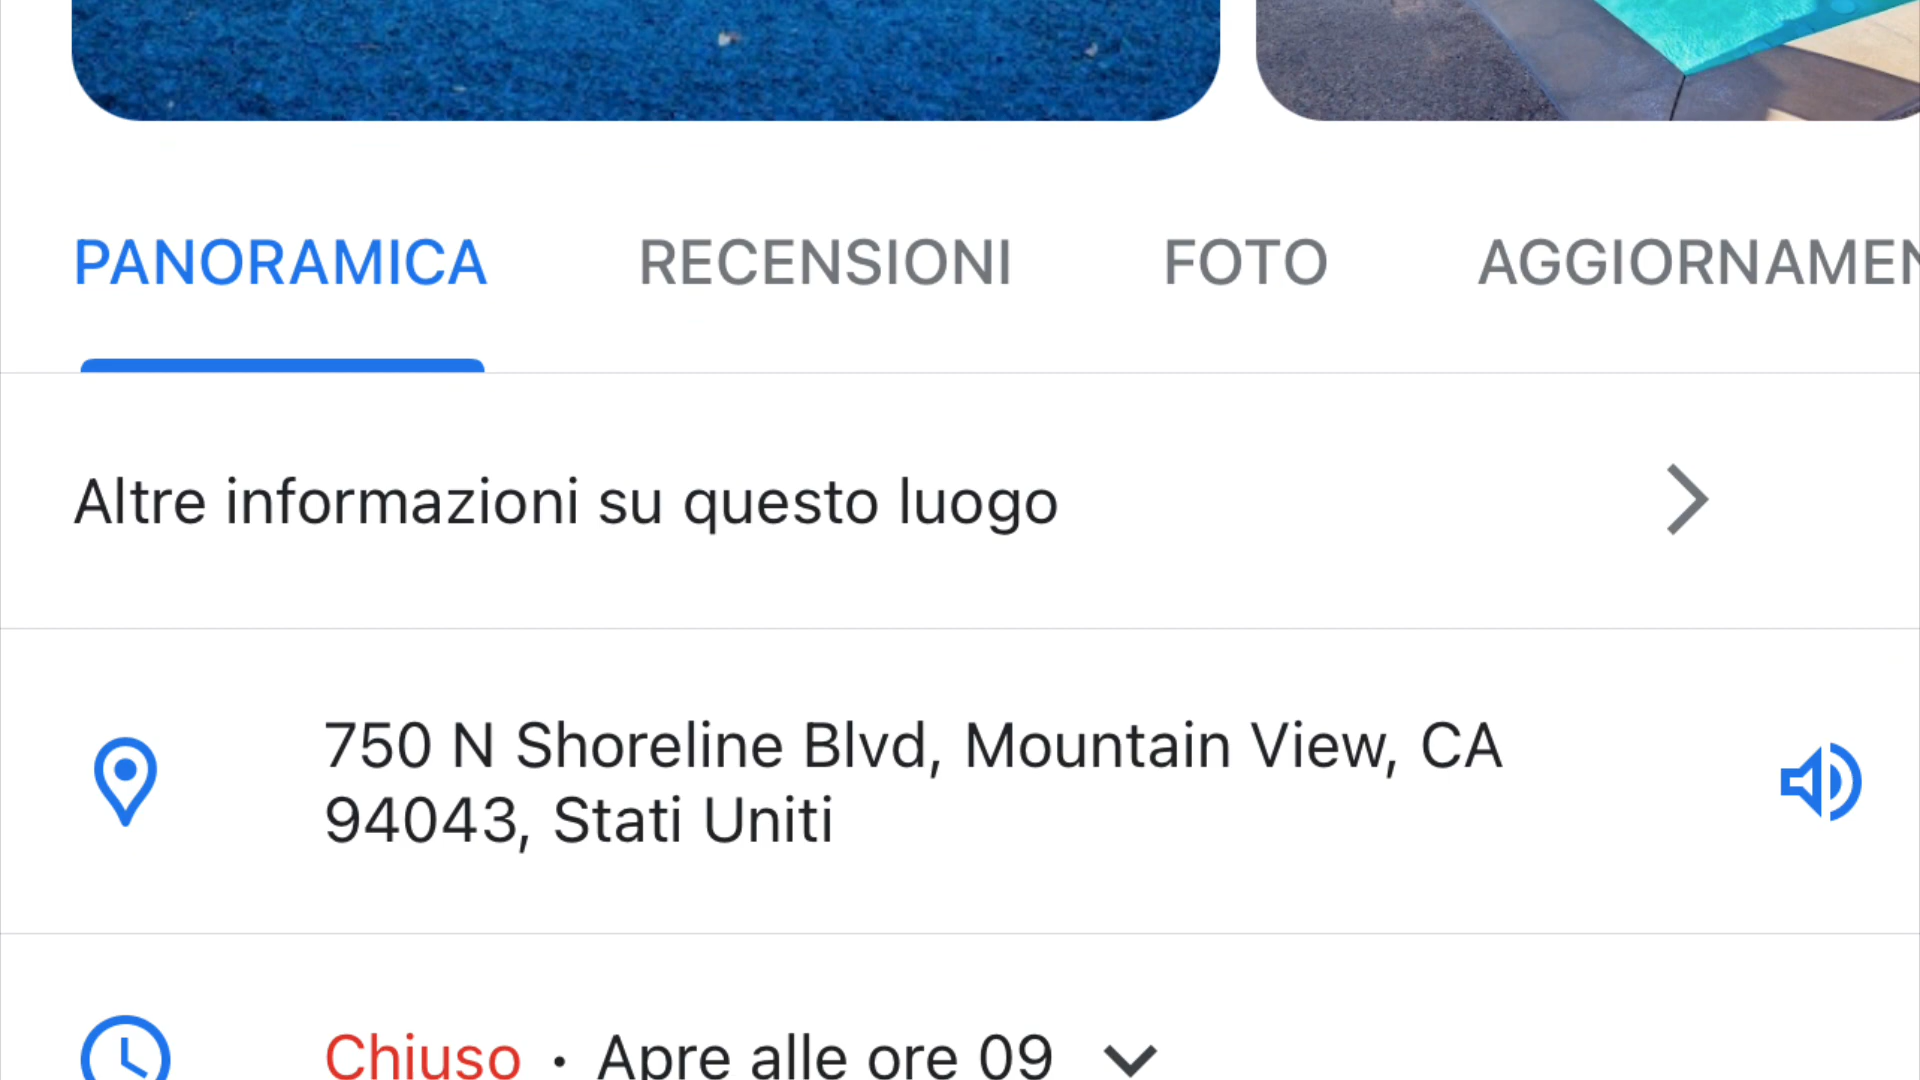 PANORAMICA RECENSIONI FOTO AGGIORNAMEN
Altre informazioni su questo luogo
750 N Shoreline Blvd, Mountain View, CA
94043, Stati Uniti
Chiuso · Apre alle ore 09